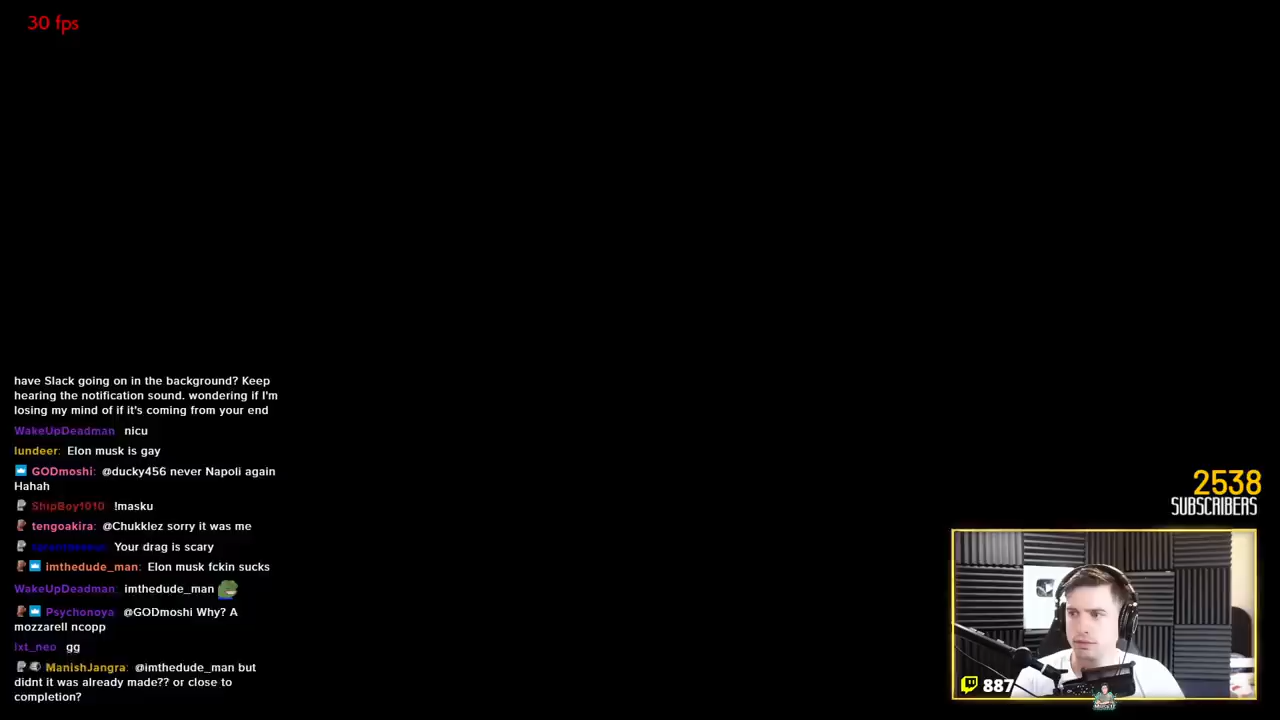 30 fps
have Slack going on in the background? Keep
hearing the notification sound. wondering if I'm
losing my mind of if it's coming from your end
WakeUpDeadman: nicu
lundeer: Elon musk is gay
GODmoshi: @ducky456 never Napoli again
Hahah
ShipBoy1010 !masku
tengoakira: @Chukklez sorry it was me
Your drag is scary
imthedude_man: Elon musk fckin sucks
WakeUpDeadman: imthedude_man
Psychonoya @GODmoshi Why? A
mozzarell ncopp
ixt_neo gg
ManishJangra: @imthedude_man but
didnt it was already made?? or close to
completion?
2538
SUBSCRIBERS
887